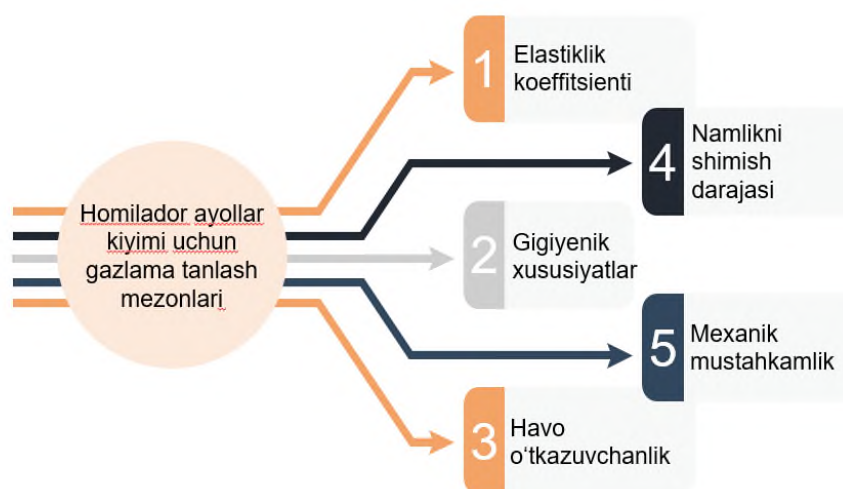 Homilador ayollar
kiyimi uchun
gazlama tanlash
mezonlari
1
Elastiklik
koeffitsienti
4
Namlikni
shimish
darajasi
2
Gigiyenik
xususiyatlar
5
Mexanik
mustahkamlik
3
Havo
o‘tkazuvchanlik